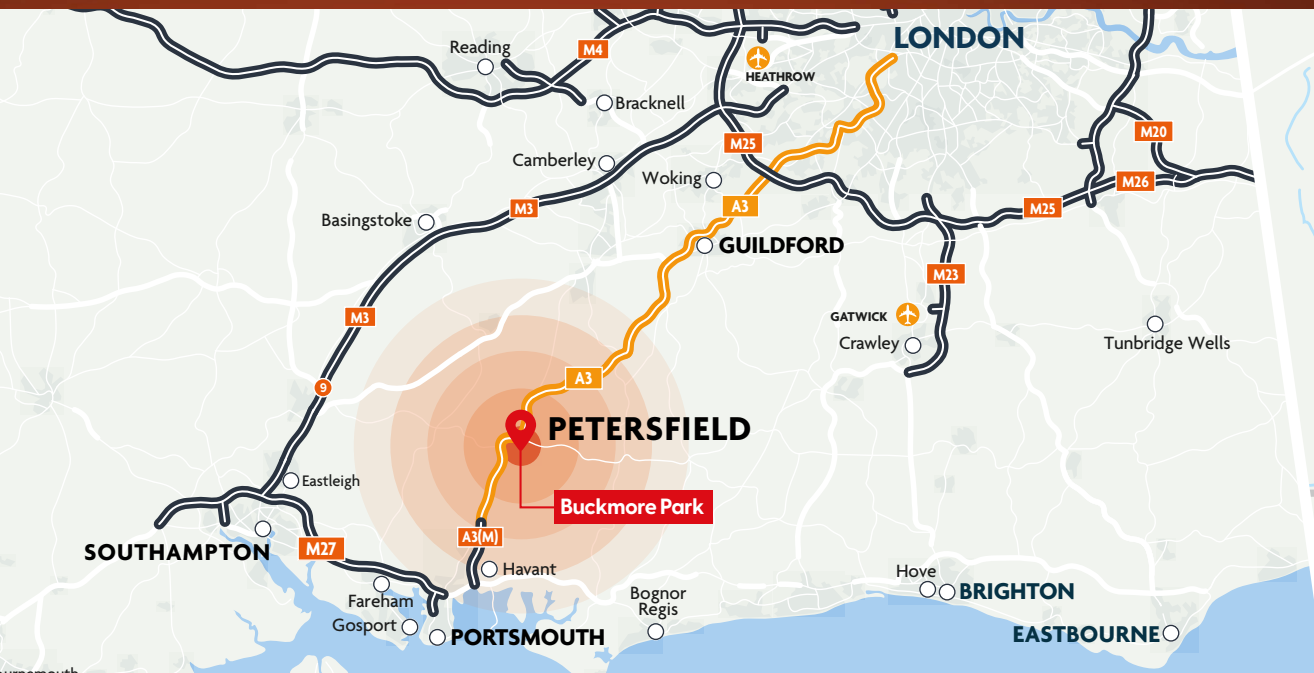 LONDON
Reading
M4
HEATHROW
Bracknell
M20
M25
Camberley
Woking
M26
A3
M3
M25
Basingstoke
GUILDFORD
M23
M3
GATWICK
Tunbridge Wells
Crawley
A3
9
PETERSFIELD
Eastleigh
Buckmore Park
A3(M)
M27
SOUTHAMPTON
Havant
Hove
BRIGHTON
Fareham
Bognor
Regis
Gosport
PORTSMOUTH
EASTBOURNE